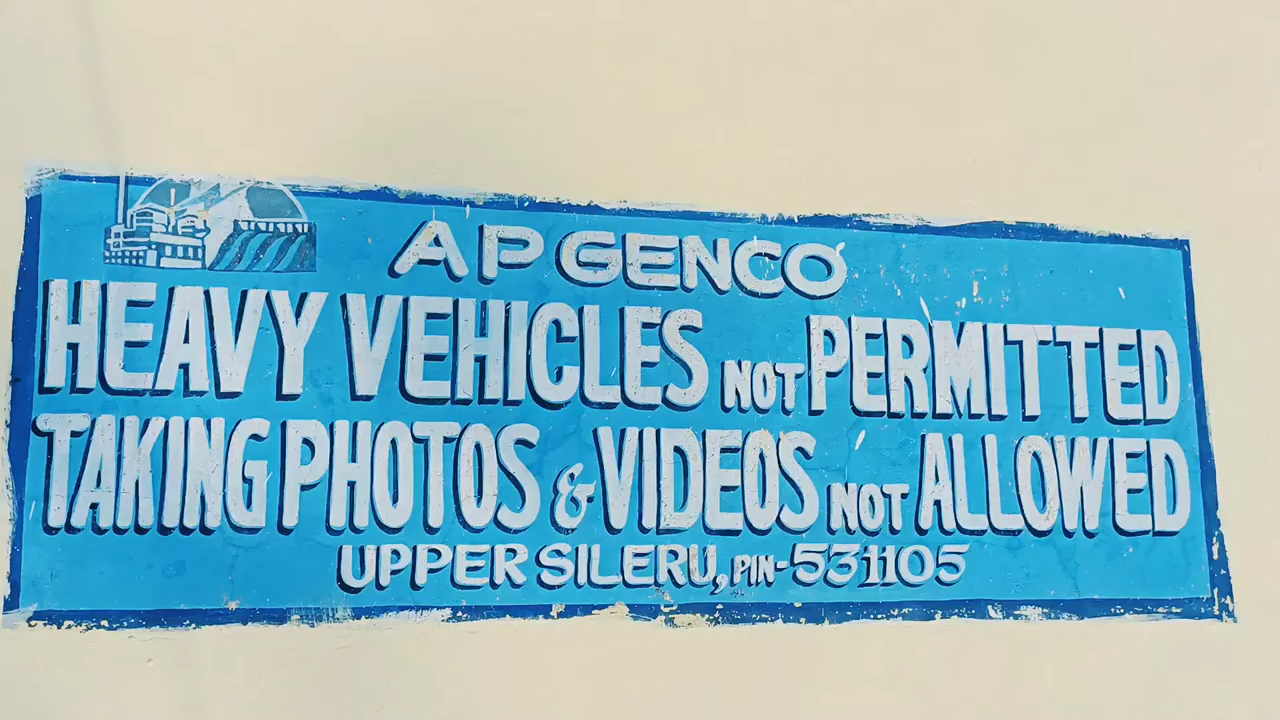 AP GENCO
HEAVY VEHICLES NOT PERMITTED
TAKING PHOTOS & VIDEOS NOT ALLOWED
UPPER SILERU, PIN-531105